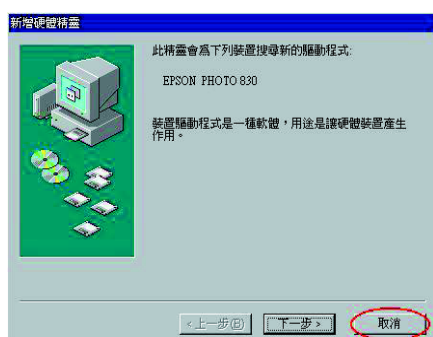 新增硬體精靈
此精靈會為下列裝置搜尋新的驅動程式:
EPSON PHOTO 830
裝置驅動程式是一種軟體，用途是讓硬體裝置產生
作用。
<上一步(B)
下一步 >
取消